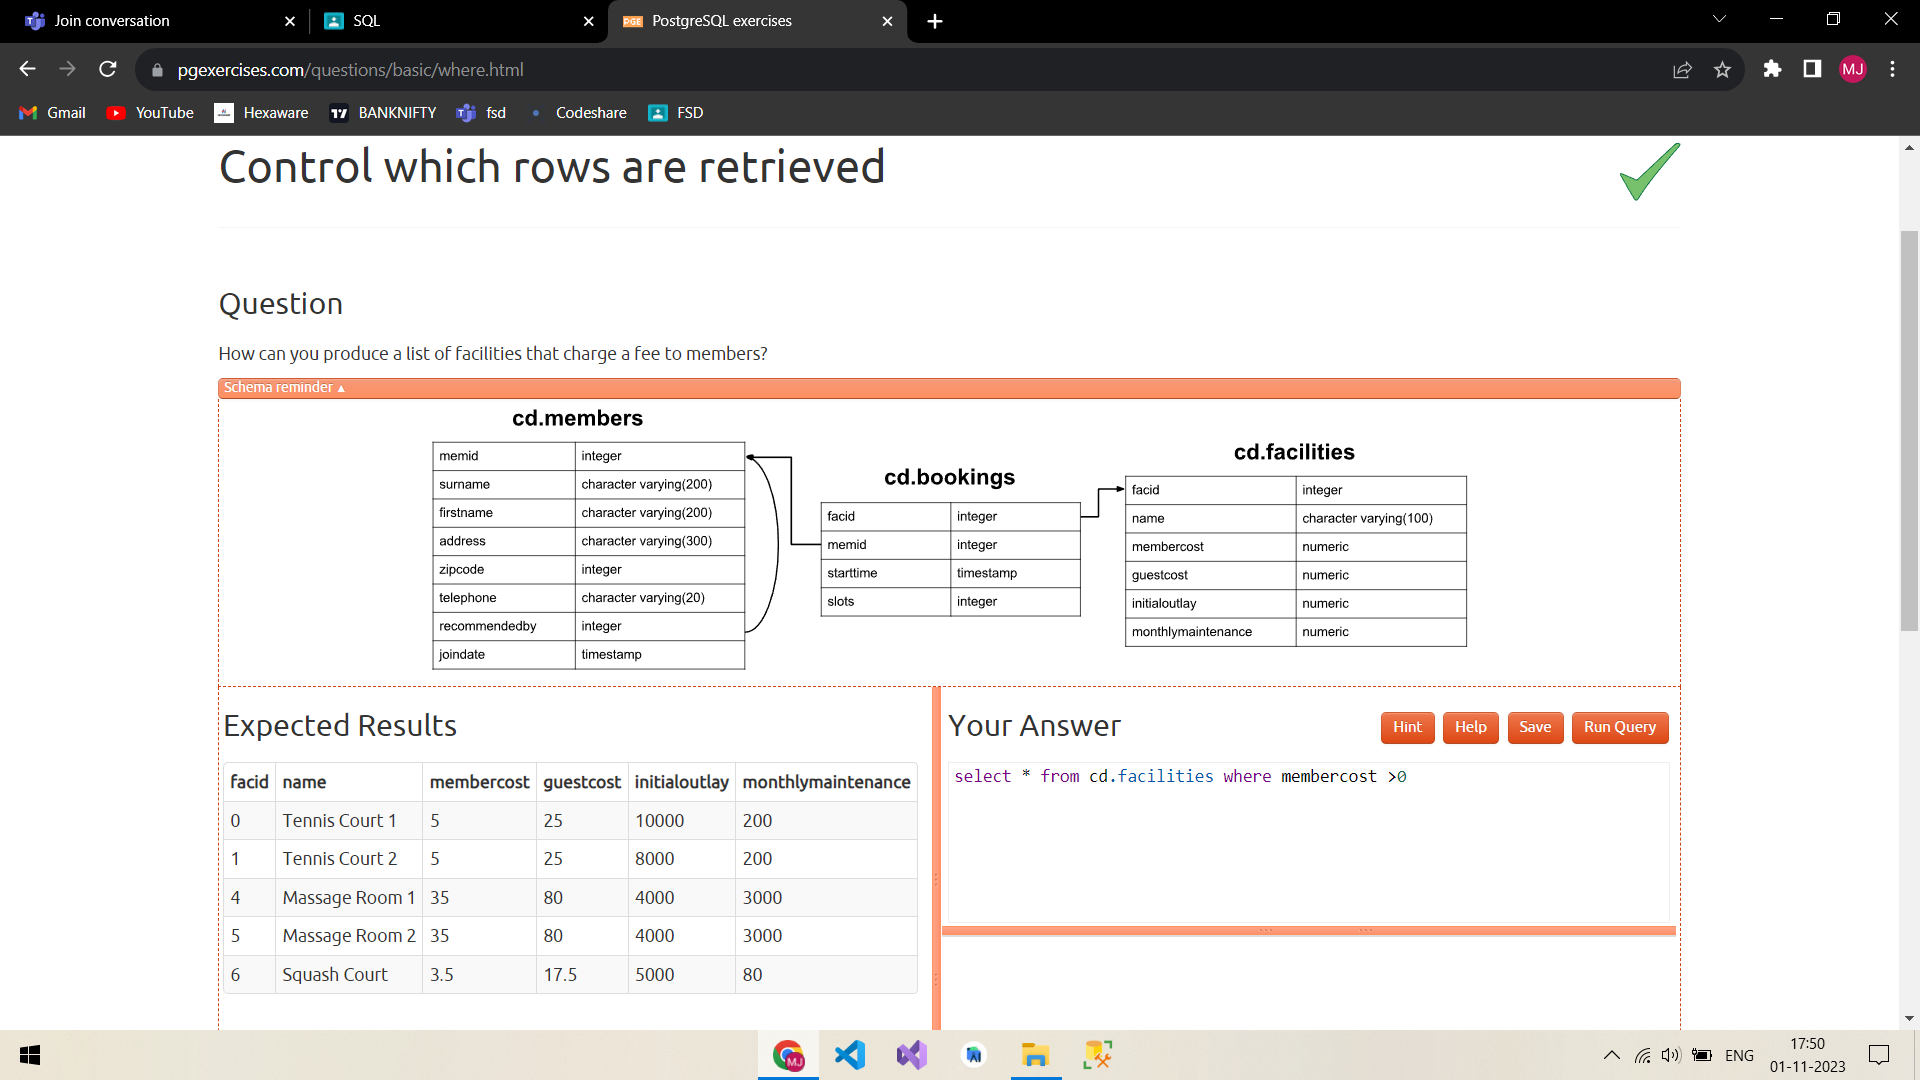 Join conversation
SQL
PGE PostgreSQL exercises
pgexercises.com/questions/basic/where.html
MJ
Gmail YouTube Hexaware BANKNIFTY fsd Codeshare FSD
Control which rows are retrieved
Question
How can you produce a list of facilities that charge a fee to members?
Schema reminder ▲
cd.members
memid integer
surname character varying(200)
firstname character varying(200)
address character varying(300)
zipcode integer
telephone character varying(20)
recommendedby integer
joindate timestamp
cd.bookings
facid integer
memid integer
starttime timestamp
slots integer
cd.facilities
facid integer
name character varying(100)
membercost numeric
guestcost numeric
initialoutlay numeric
monthlymaintenance numeric
Expected Results
facid name membercost guestcost initialoutlay monthlymaintenance
0 Tennis Court 1 5 25 10000 200
1 Tennis Court 2 5 25 8000 200
4 Massage Room 1 35 80 4000 3000
5 Massage Room 2 35 80 4000 3000
6 Squash Court 3.5 17.5 5000 80
Your Answer
Hint Help Save Run Query
select * from cd.facilities where membercost >0
MJ
ENG
17:50
01-11-2023